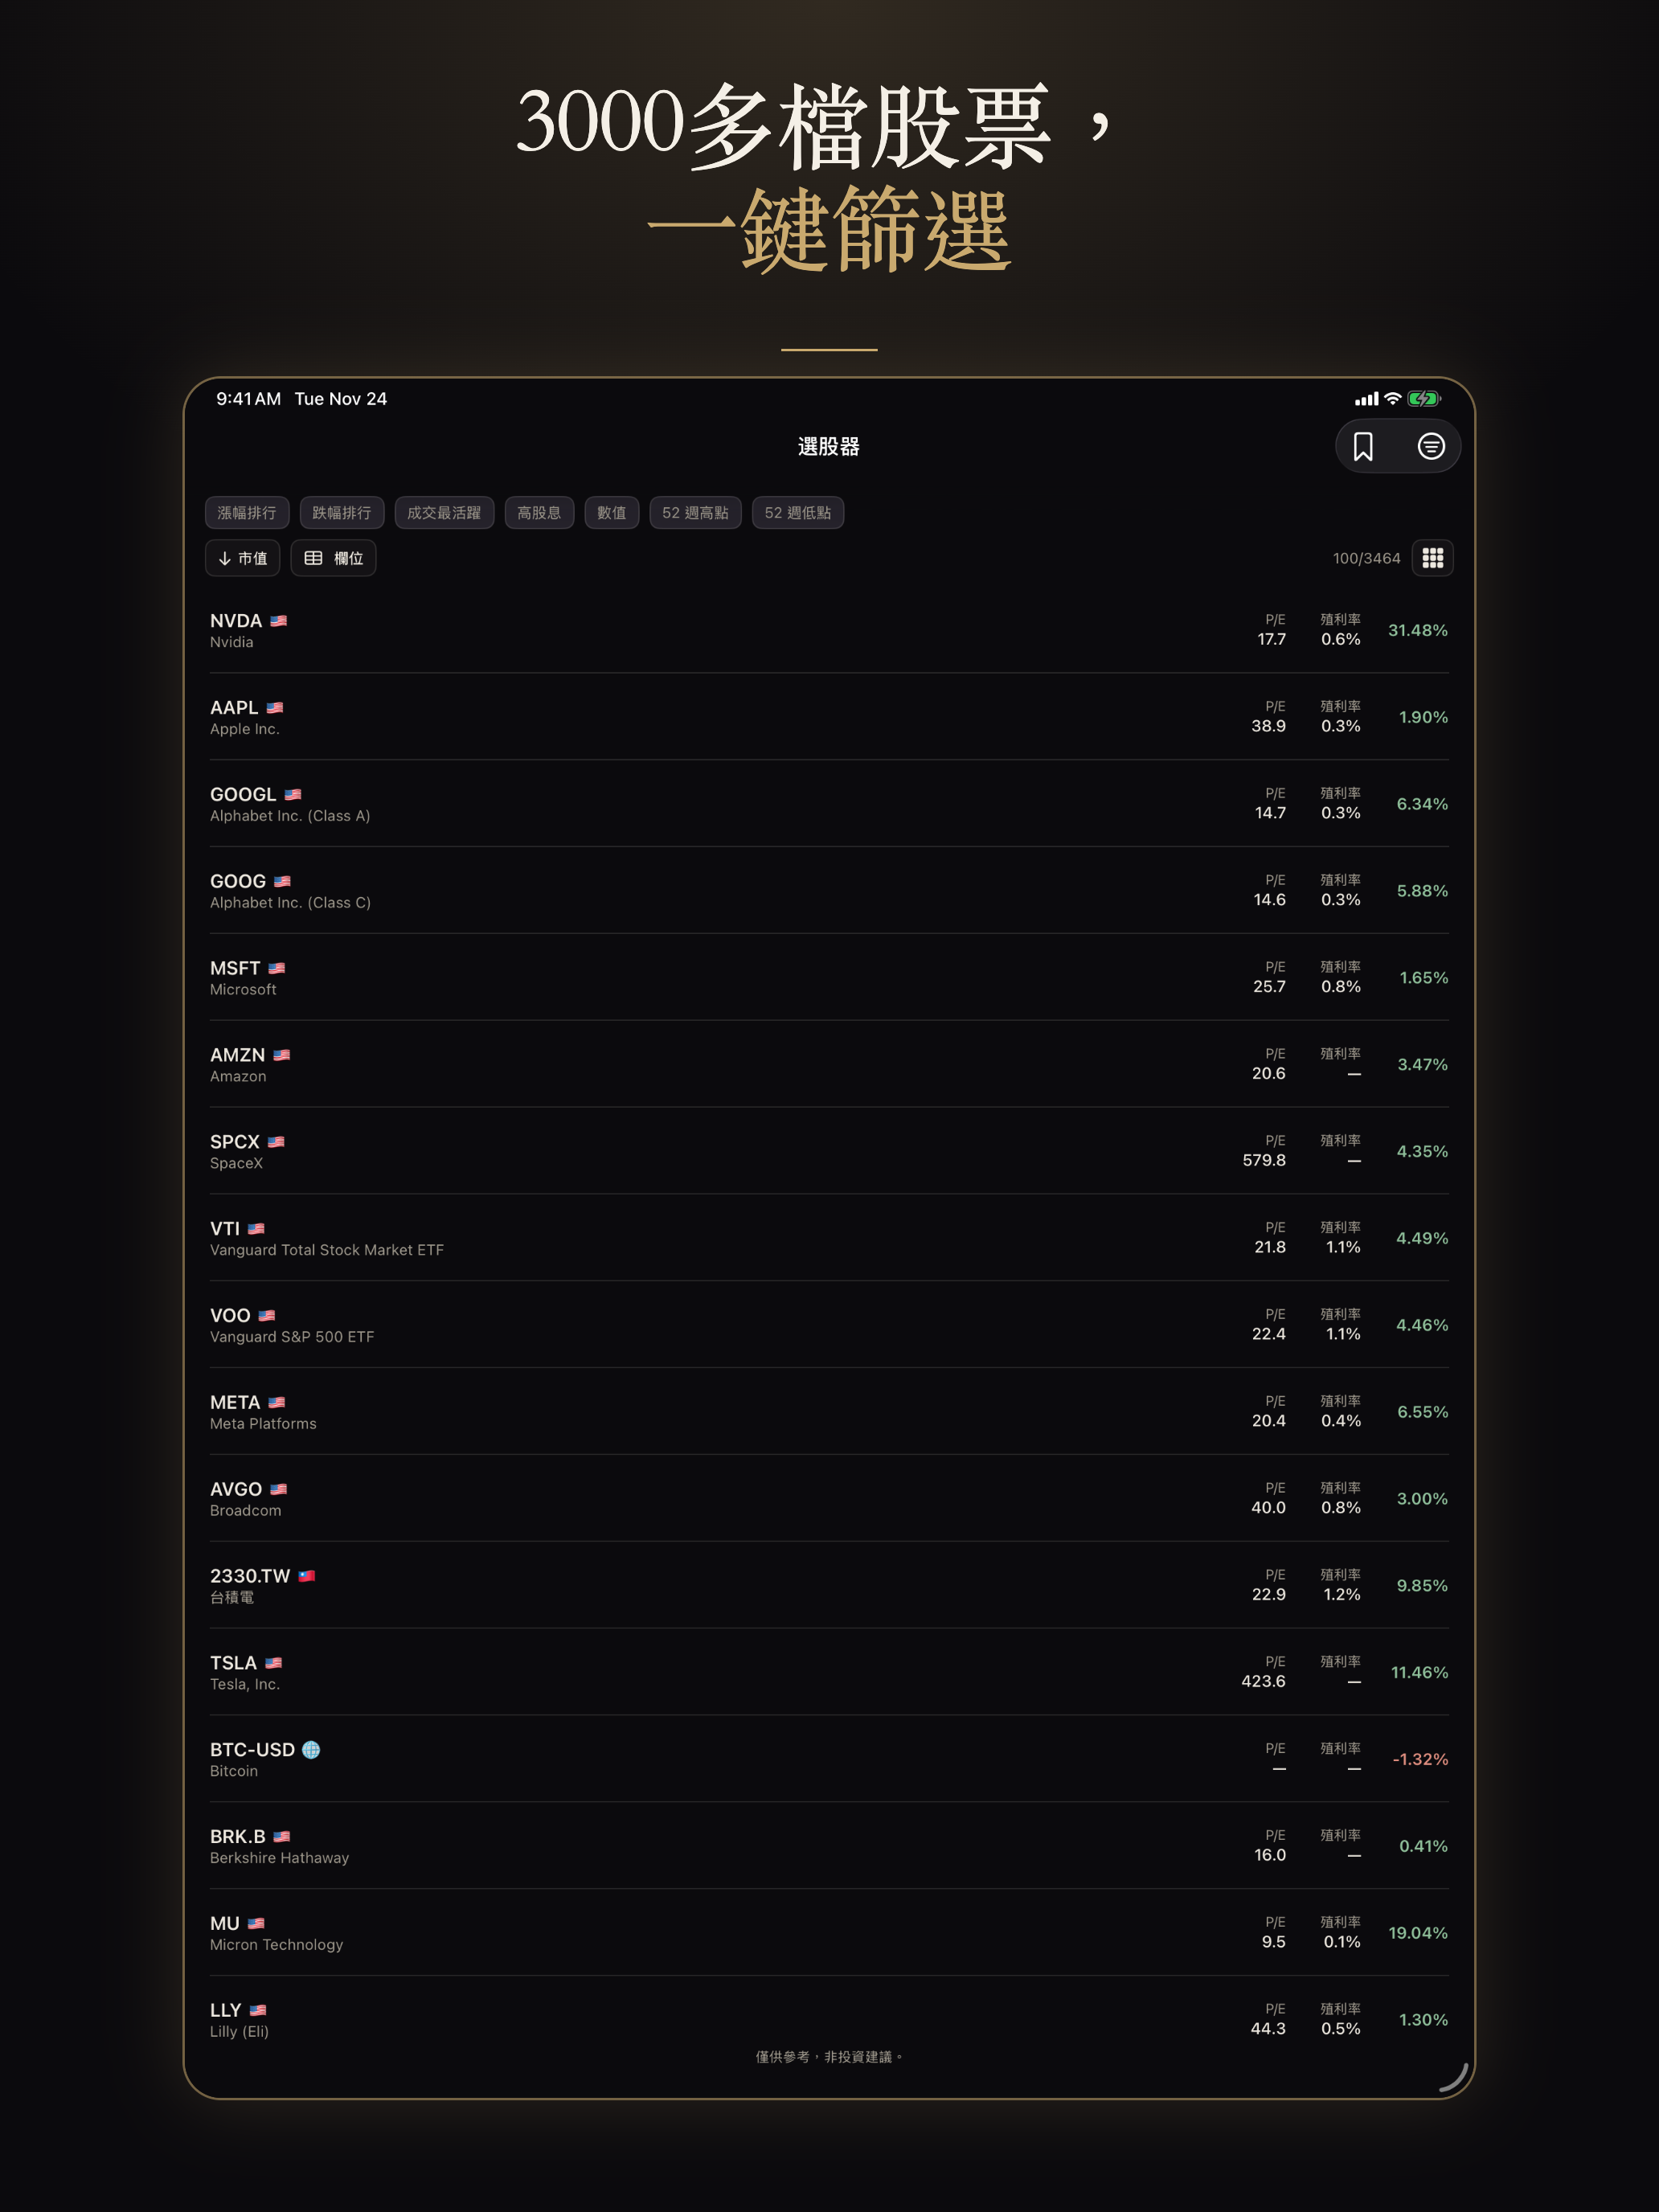 3000多檔股票，
一鍵篩選
9:41 AM Tue Nov 24
選股器
漲幅排行 跌幅排行 成交最活躍 高股息 數值 52 週高點 52 週低點
↓ 市值 欄位 100/3464
NVDA P/E 殖利率 31.48%
Nvidia 17.7 0.6%
AAPL P/E 殖利率 1.90%
Apple Inc. 38.9 0.3%
GOOGL P/E 殖利率 6.34%
Alphabet Inc. (Class A) 14.7 0.3%
GOOG P/E 殖利率 5.88%
Alphabet Inc. (Class C) 14.6 0.3%
MSFT P/E 殖利率 1.65%
Microsoft 25.7 0.8%
AMZN P/E 殖利率 3.47%
Amazon 20.6 —
SPCX P/E 殖利率 4.35%
SpaceX 579.8 —
VTI P/E 殖利率 4.49%
Vanguard Total Stock Market ETF 21.8 1.1%
VOO P/E 殖利率 4.46%
Vanguard S&P 500 ETF 22.4 1.1%
META P/E 殖利率 6.55%
Meta Platforms 20.4 0.4%
AVGO P/E 殖利率 3.00%
Broadcom 40.0 0.8%
2330.TW P/E 殖利率 9.85%
台積電 22.9 1.2%
TSLA P/E 殖利率 11.46%
Tesla, Inc. 423.6 —
BTC-USD P/E 殖利率 -1.32%
Bitcoin — —
BRK.B P/E 殖利率 0.41%
Berkshire Hathaway 16.0 —
MU P/E 殖利率 19.04%
Micron Technology 9.5 0.1%
LLY P/E 殖利率 1.30%
Lilly (Eli) 44.3 0.5%
僅供參考，非投資建議。